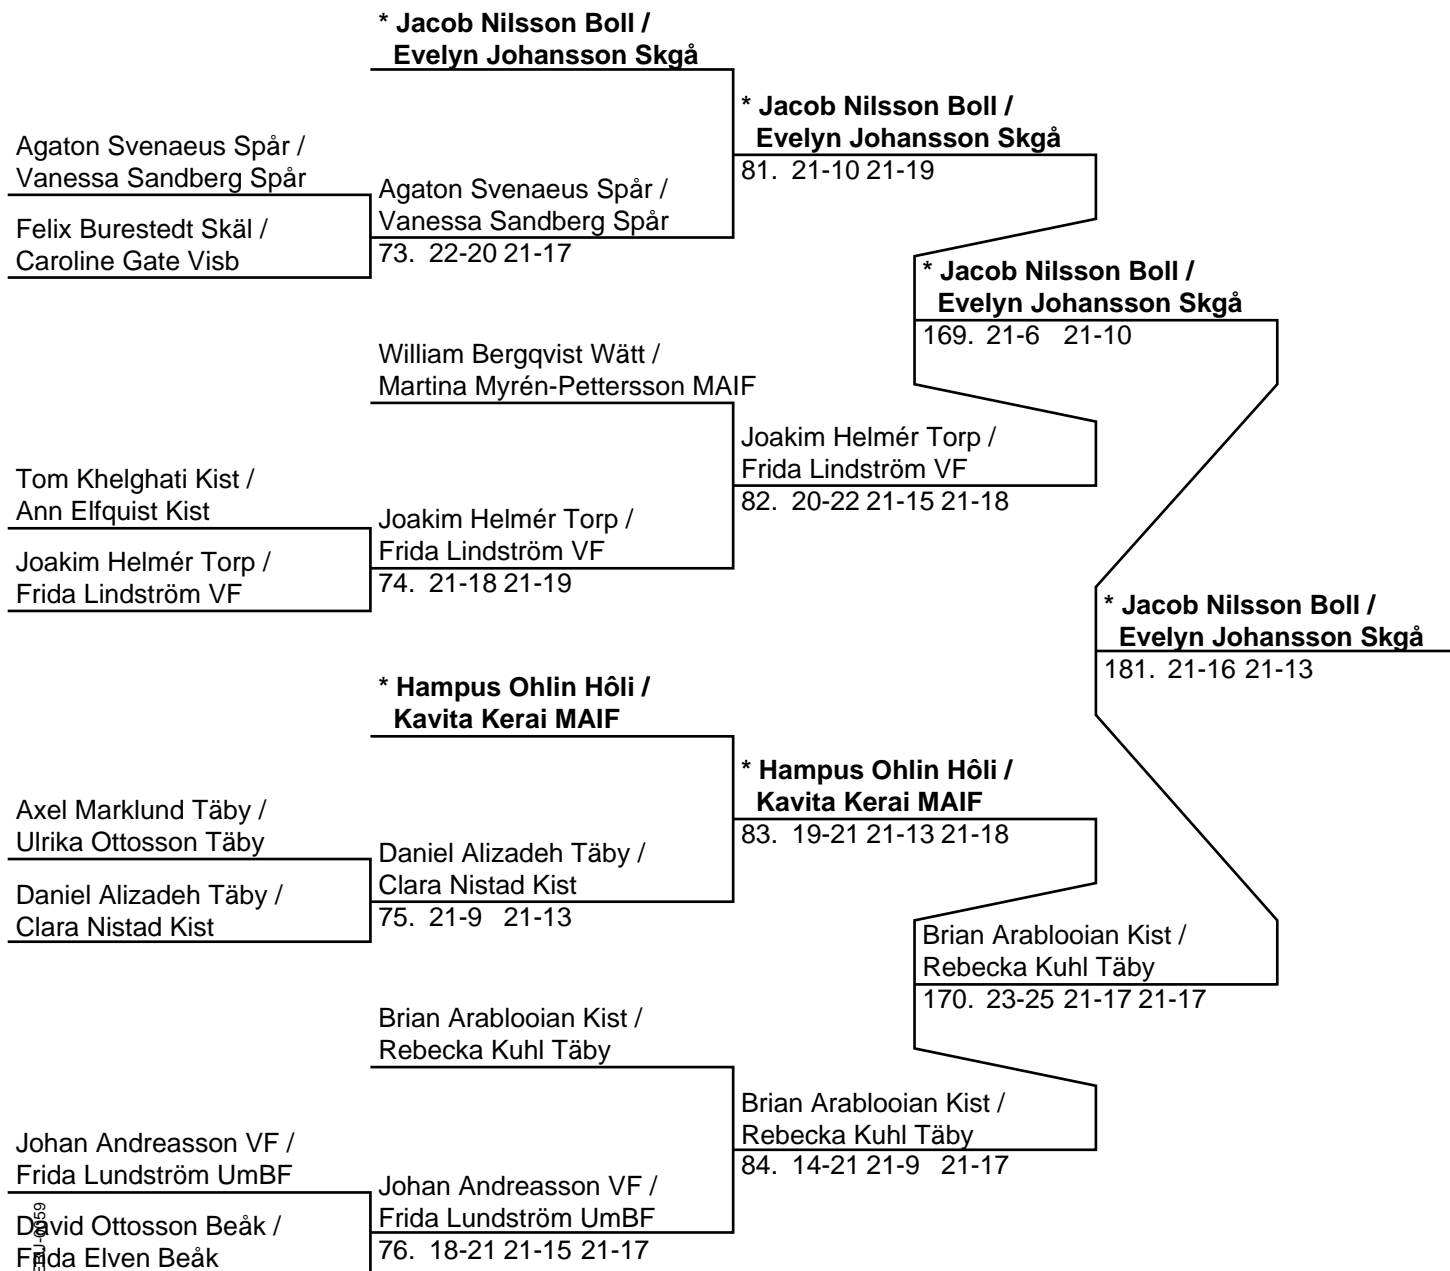 * Jacob Nilsson Boll /
Evelyn Johansson Skgå
Agaton Svenaeus Spår /
Vanessa Sandberg Spår
Felix Burestedt Skäl /
Caroline Gate Visb
Agaton Svenaeus Spår /
Vanessa Sandberg Spår
73. 22-20 21-17
* Jacob Nilsson Boll /
Evelyn Johansson Skgå
81. 21-10 21-19
William Bergqvist Wätt /
Martina Myrén-Pettersson MAIF
Tom Khelghati Kist /
Ann Elfquist Kist
Joakim Helmér Torp /
Frida Lindström VF
Joakim Helmér Torp /
Frida Lindström VF
74. 21-18 21-19
Joakim Helmér Torp /
Frida Lindström VF
82. 20-22 21-15 21-18
* Jacob Nilsson Boll /
Evelyn Johansson Skgå
169. 21-6 21-10
* Hampus Ohlin Hôli /
Kavita Kerai MAIF
Axel Marklund Täby /
Ulrika Ottosson Täby
Daniel Alizadeh Täby /
Clara Nistad Kist
Daniel Alizadeh Täby /
Clara Nistad Kist
75. 21-9 21-13
* Hampus Ohlin Hôli /
Kavita Kerai MAIF
83. 19-21 21-13 21-18
Brian Arablooian Kist /
Rebecka Kuhl Täby
Johan Andreasson VF /
Frida Lundström UmBF
David Ottosson Beåk /
Frida Elven Beåk
Johan Andreasson VF /
Frida Lundström UmBF
76. 18-21 21-15 21-17
Brian Arablooian Kist /
Rebecka Kuhl Täby
84. 14-21 21-9 21-17
Brian Arablooian Kist /
Rebecka Kuhl Täby
170. 23-25 21-17 21-17
* Jacob Nilsson Boll /
Evelyn Johansson Skgå
181. 21-16 21-13